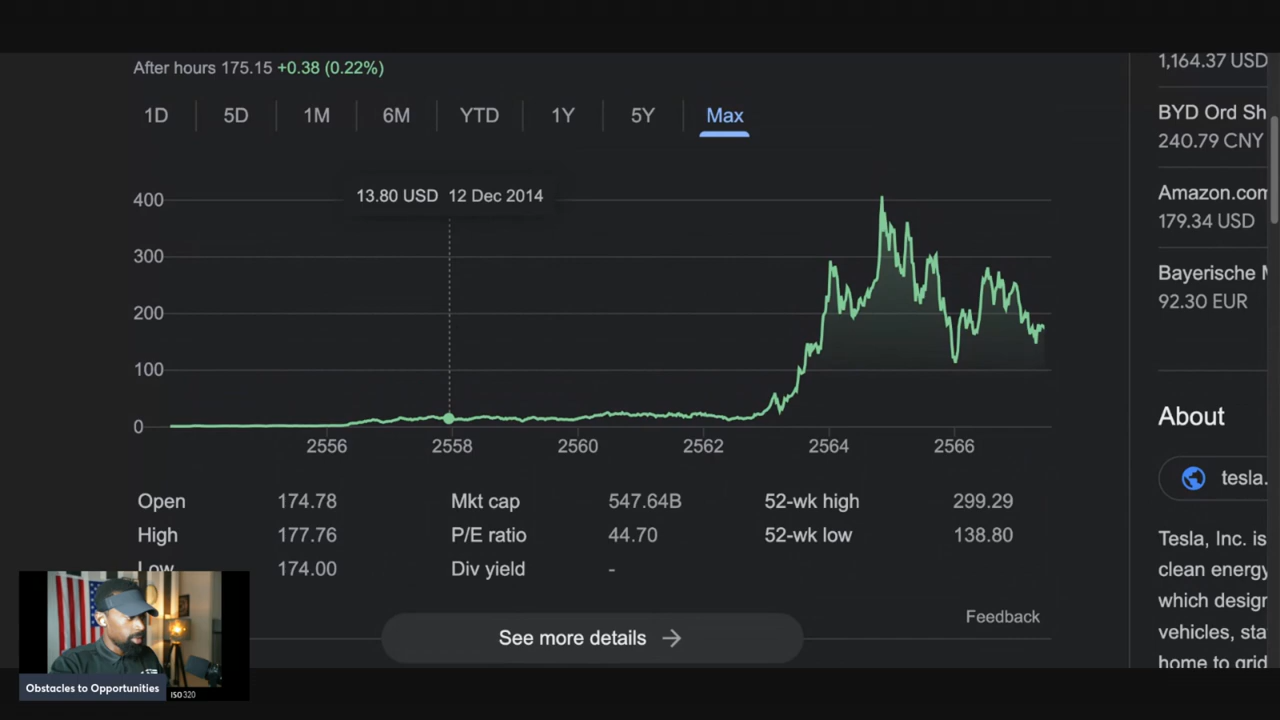 After hours 175.15 +0.38 (0.22%)
1D 5D 1M 6M YTD 1Y 5Y Max
13.80 USD 12 Dec 2014
400
300
200
100
0
2556 2558 2560 2562 2564 2566
Open 174.78 Mkt cap 547.64B 52-wk high 299.29
High 177.76 P/E ratio 44.70 52-wk low 138.80
Low 174.00 Div yield -
Feedback
See more details →
1,164.37 USD
BYD Ord Sh
240.79 CNY
Amazon.com
179.34 USD
Bayerische M
92.30 EUR
About
tesla.
Tesla, Inc. is
clean energy
which design
vehicles, sta
home to grid
Obstacles to Opportunities
ISO320